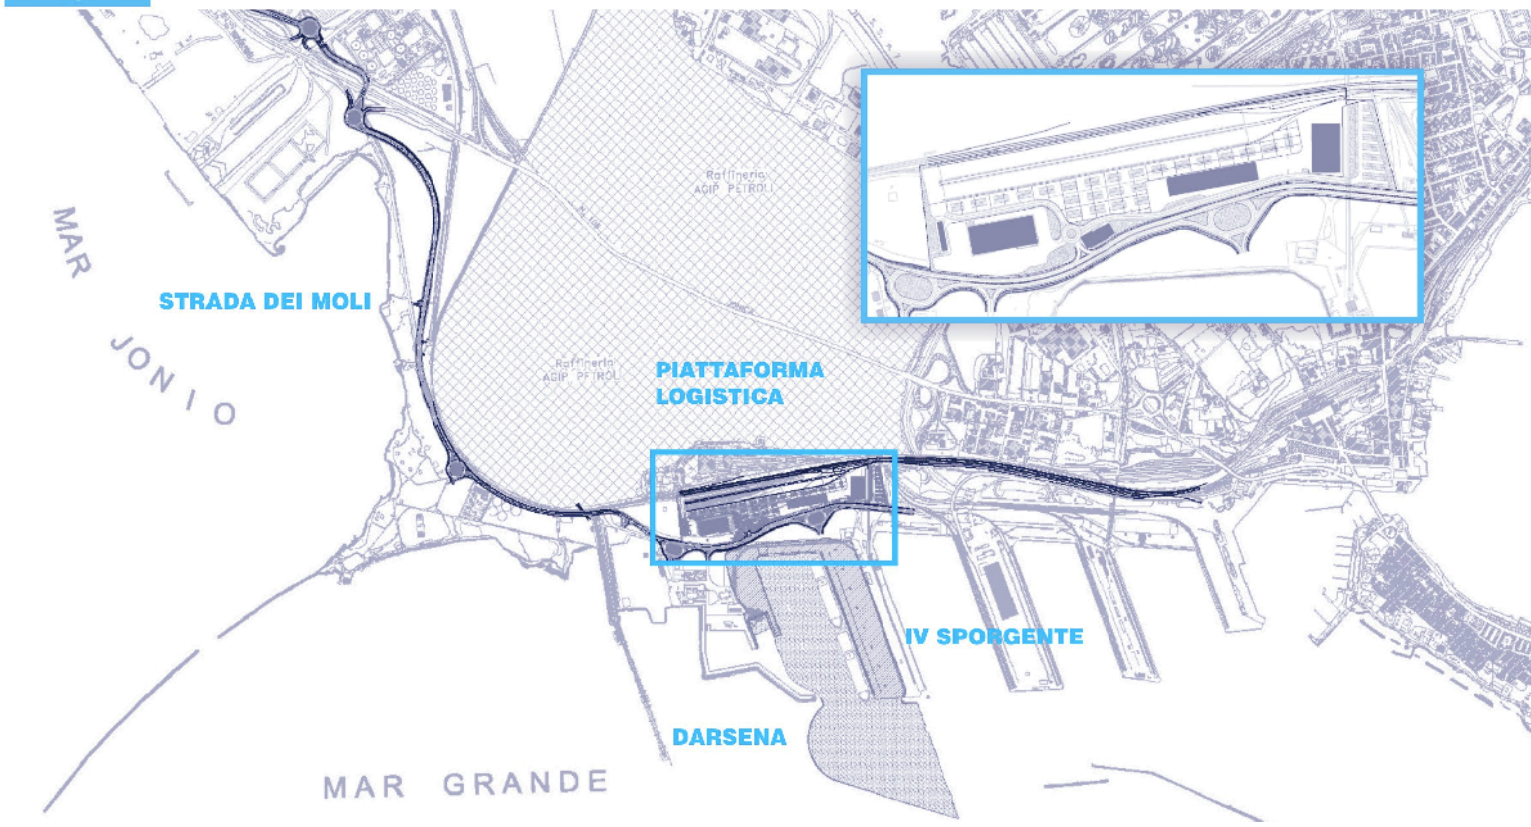 Raffineria
AGIP PETROLI
MAR
JONIO
STRADA DEI MOLI
Raffineria
AGIP PETROLI
PIATTAFORMA
LOGISTICA
IV SPORGENTE
DARSENA
MAR GRANDE